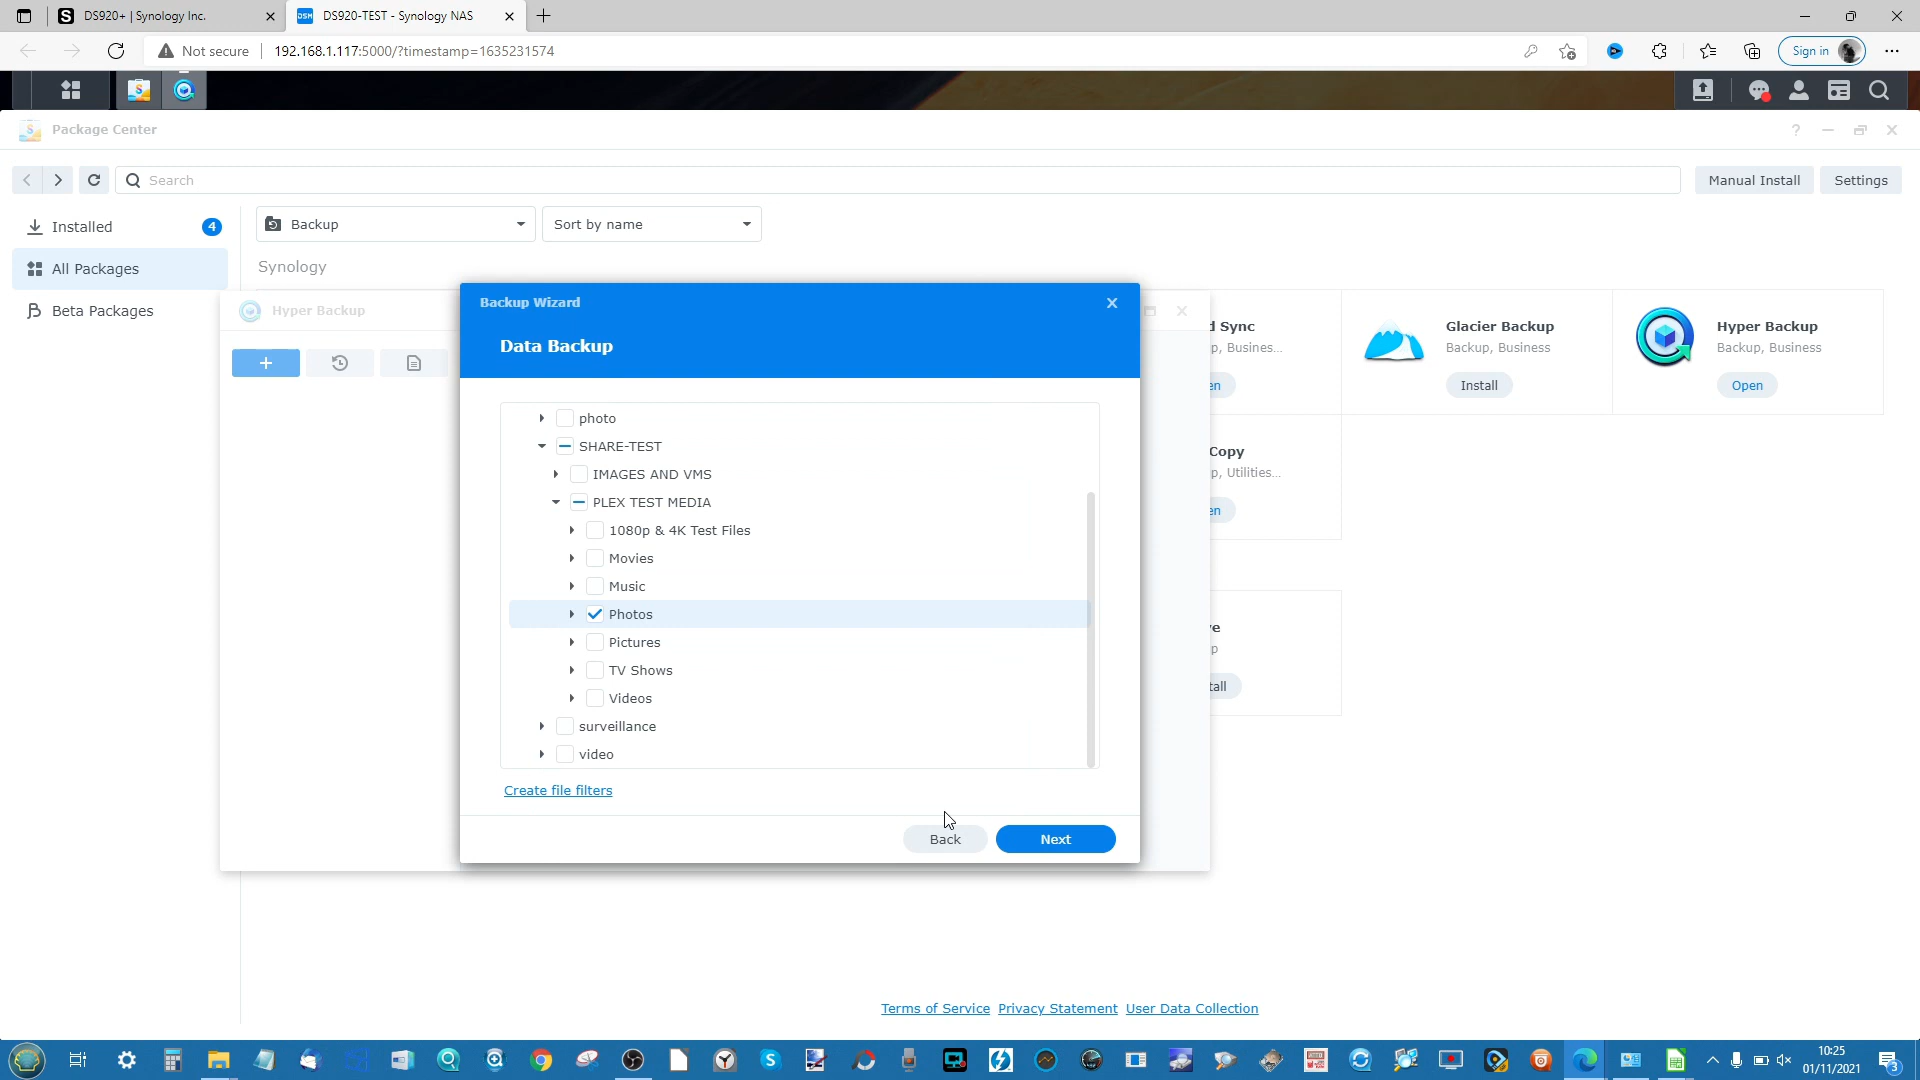 DS920+ | Synology Inc.
DS920-TEST - Synology NAS
Not secure
192.168.1.117:5000/?timestamp=1635231574
Sign in
Package Center
Search
Manual Install
Settings
Installed
4
All Packages
Beta Packages
Backup
Sort by name
Synology
Hyper Backup
Backup Wizard
Data Backup
photo
SHARE-TEST
IMAGES AND VMS
PLEX TEST MEDIA
1080p & 4K Test Files
Movies
Music
Photos
Pictures
TV Shows
Videos
surveillance
video
Create file filters
Back
Next
d Sync
p, Busines...
en
Glacier Backup
Backup, Business
Install
Hyper Backup
Backup, Business
Open
Copy
p, Utilities...
en
ve
p
tall
Terms of Service Privacy Statement User Data Collection
10:25
01/11/2021
3